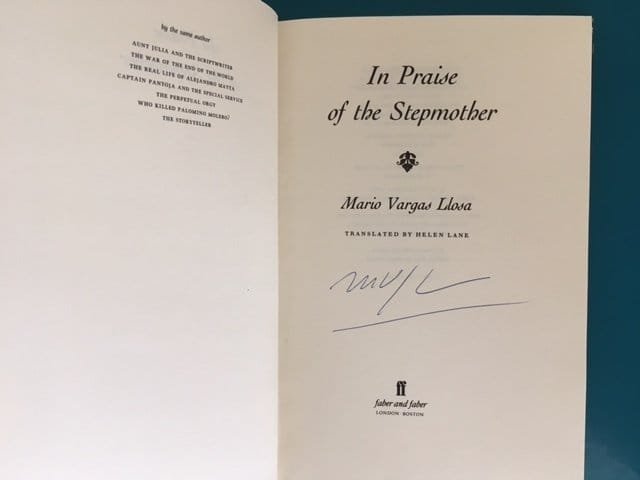 by the same author
AUNT JULIA AND THE SCRIPTWRITER
THE WAR OF THE END OF THE WORLD
THE REAL LIFE OF ALEJANDRO MAYTA
CAPTAIN PANTOJA AND THE SPECIAL SERVICE
THE PERPETUAL ORGY
WHO KILLED PALOMINO MOLERO?
THE STORYTELLER
In Praise
of the Stepmother
Mario Vargas Llosa
TRANSLATED BY HELEN LANE
ff
faber and faber
LONDON · BOSTON